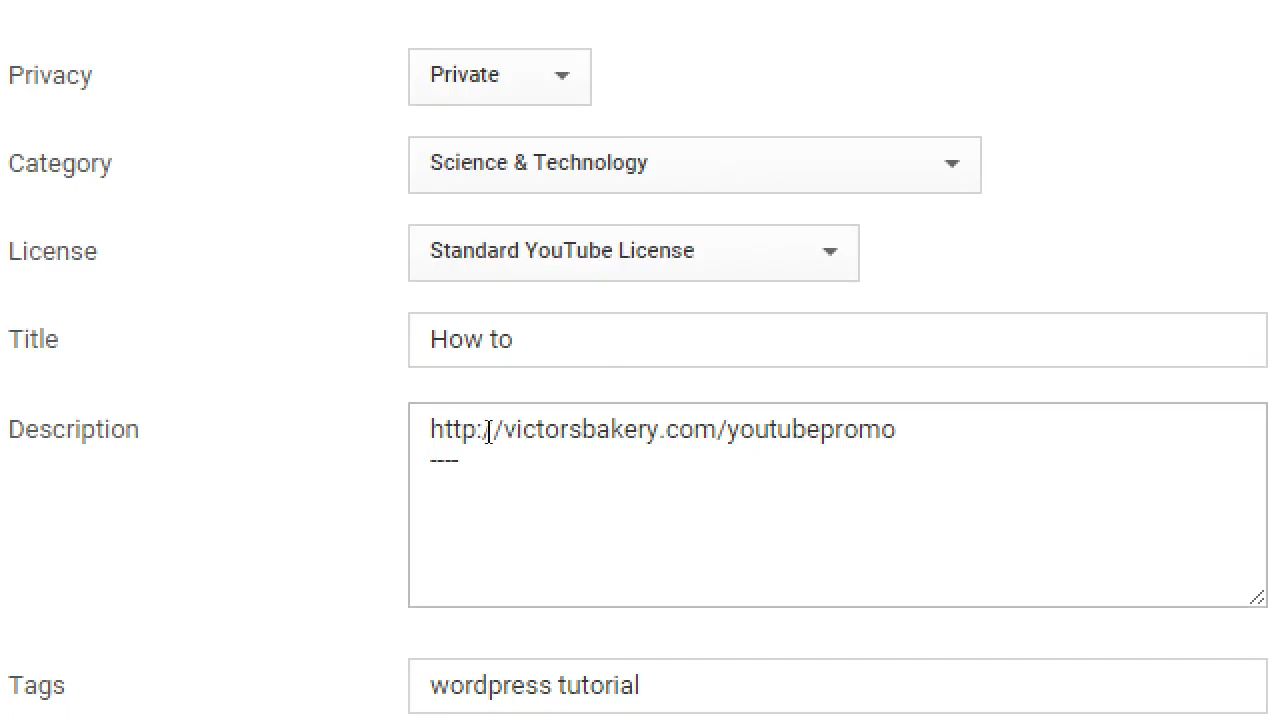 Privacy
Private
Category
Science & Technology
License
Standard YouTube License
Title
How to
Description
http://victorsbakery.com/youtubepromo
----
Tags
wordpress tutorial